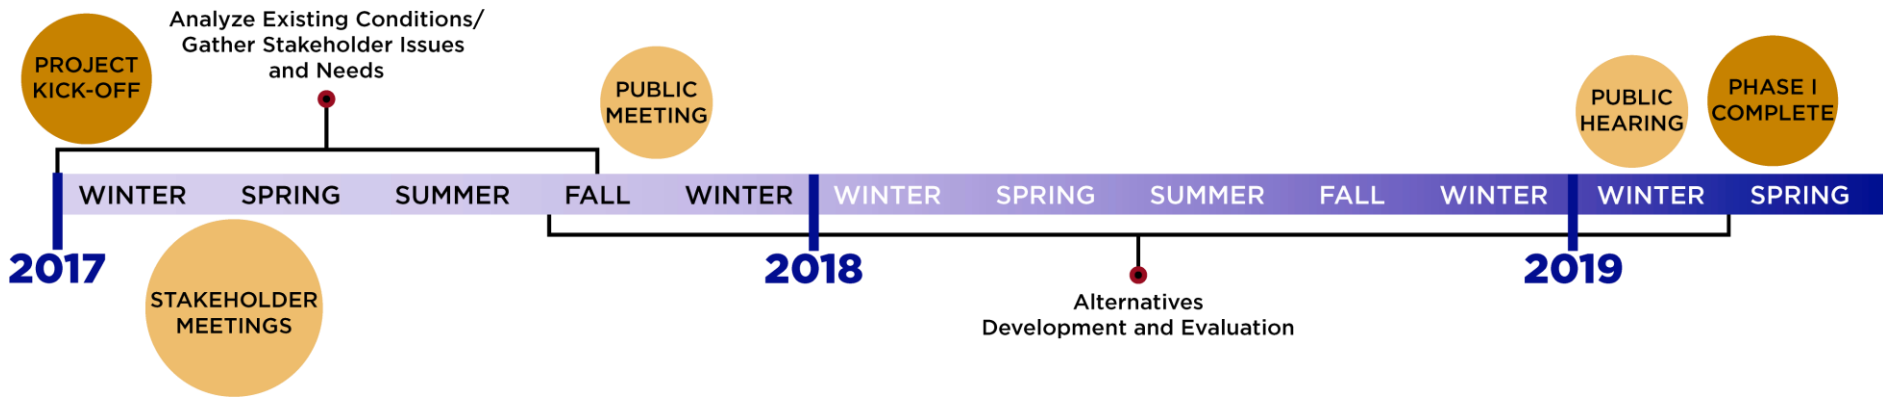 Analyze Existing Conditions/
Gather Stakeholder Issues
and Needs
PROJECT
KICK-OFF
PUBLIC
MEETING
PUBLIC
HEARING
PHASE I
COMPLETE
WINTER SPRING SUMMER FALL WINTER WINTER SPRING SUMMER FALL WINTER WINTER SPRING
2017 2018 2019
STAKEHOLDER
MEETINGS
Alternatives
Development and Evaluation